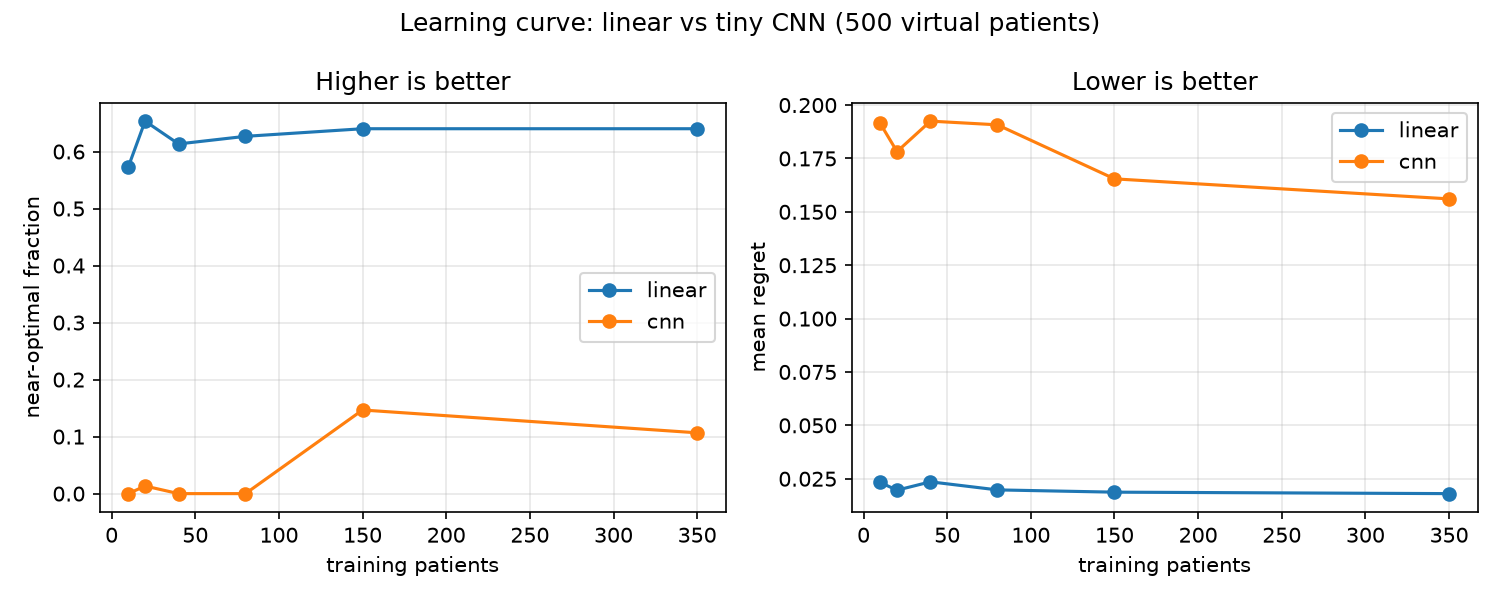 Learning curve: linear vs tiny CNN (500 virtual patients)
Higher is better
near-optimal fraction
0.6
0.5
0.4
0.3
0.2
0.1
0.0
linear
cnn
0 50 100 150 200 250 300 350
training patients
Lower is better
mean regret
0.200
0.175
0.150
0.125
0.100
0.075
0.050
0.025
linear
cnn
0 50 100 150 200 250 300 350
training patients